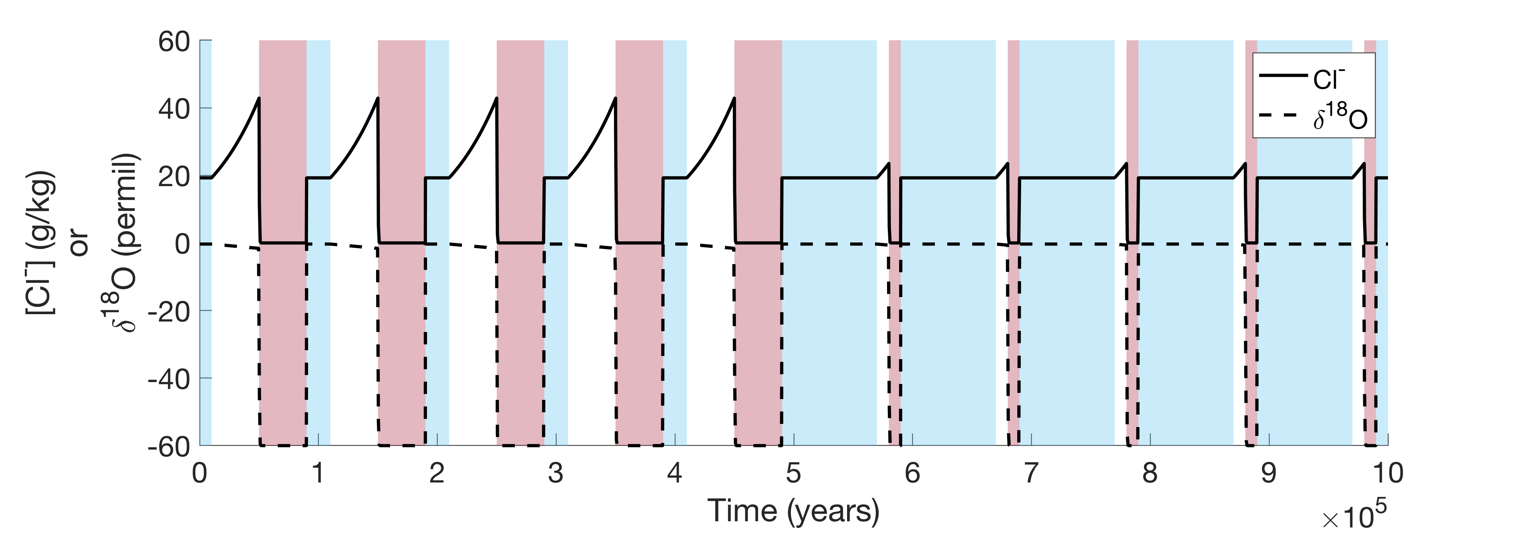 60
40
20
0
-20
-40
-60
[Cl⁻] (g/kg)
or
δ¹⁸O (permil)
Cl⁻
δ¹⁸O
0 1 2 3 4 5 6 7 8 9 10
Time (years)
×10⁵